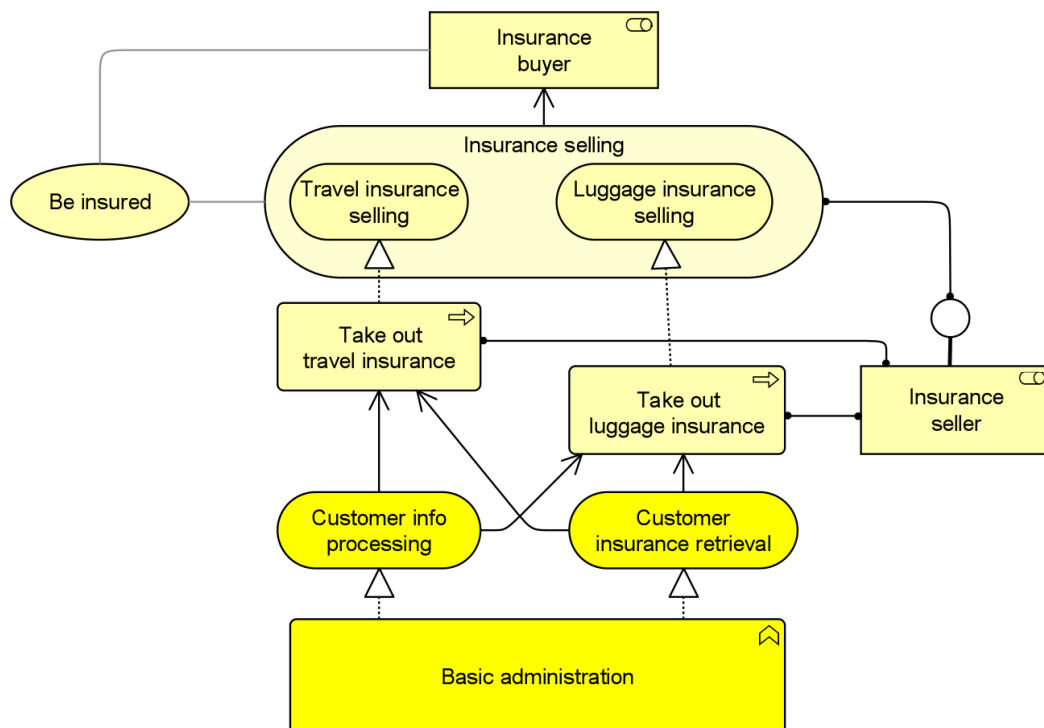 Insurance
buyer
Insurance selling
Travel insurance
selling
Luggage insurance
selling
Be insured
Take out
travel insurance
Take out
luggage insurance
Insurance
seller
Customer info
processing
Customer
insurance retrieval
Basic administration